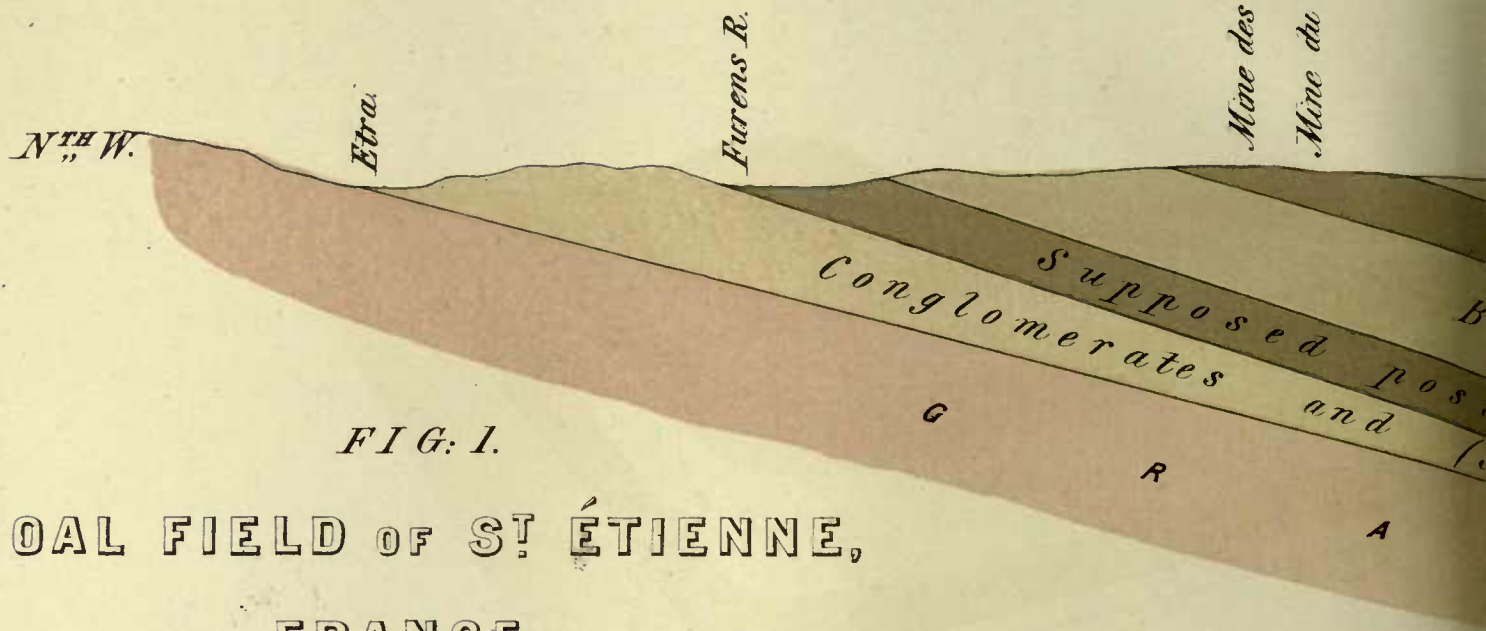 Nᵀᴴ W.
Etra.
Furens R.
Mine des
Mine du
Supposed pos
Conglomerates and
B
G R A
FIG: 1.
OAL FIELD OF Sᵀ ÉTIENNE,
FRANCE